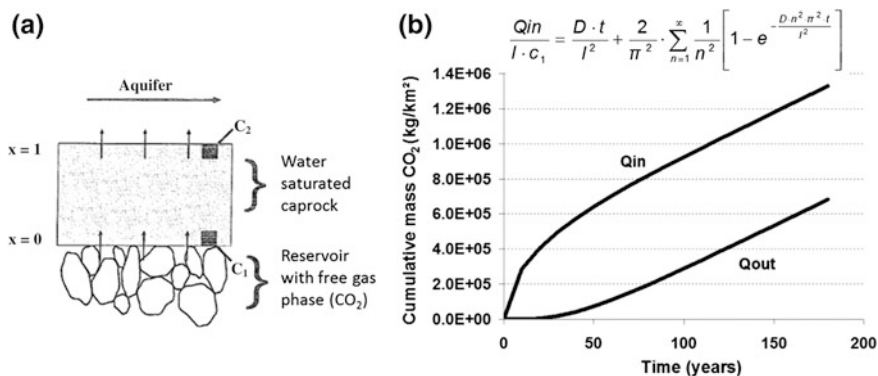 (a)
Aquifer
C₂
x = 1
Water
saturated
caprock
x=0
C₁
Reservoir
with free gas
phase (CO₂)
(b)
Qin / (l · c₁) = D · t / l² + 2 / π² · ∑ₙ₌₁^∞ 1 / n² [1 − e^(−D·n²·π²·t / l²)]
Cumulative mass CO₂ (kg/km²)
1.4E+06
1.2E+06
1.0E+06
8.0E+05
6.0E+05
4.0E+05
2.0E+05
0.0E+00
Qin
Qout
0
50
100
150
200
Time (years)